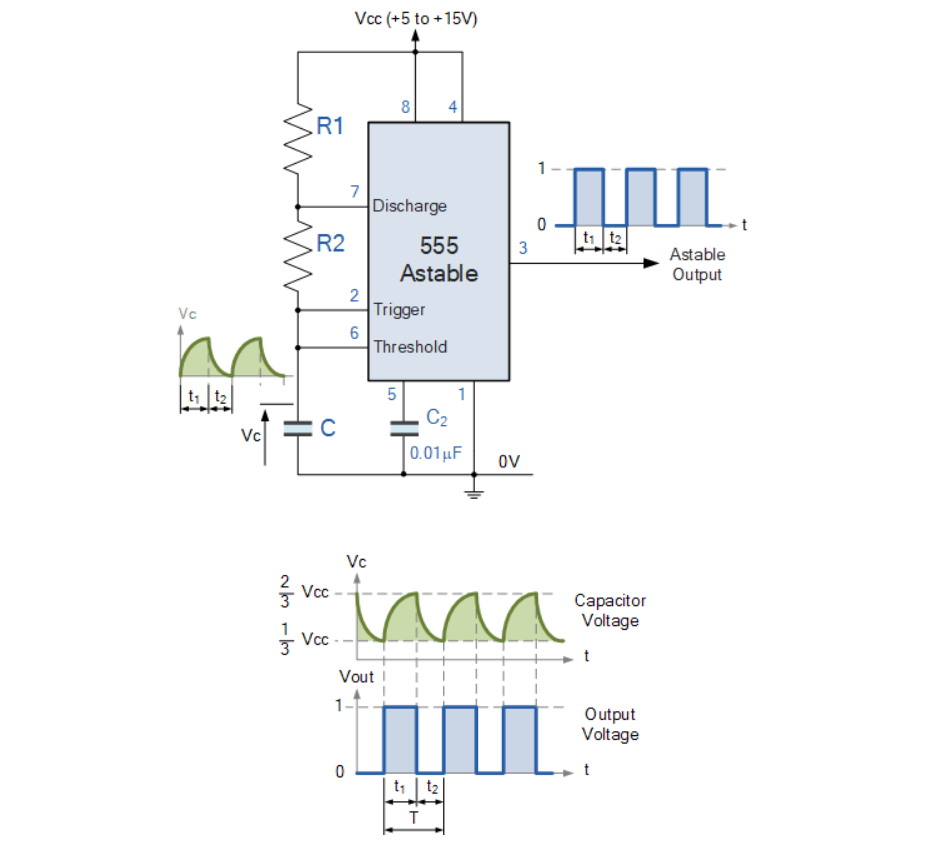 Vcc (+5 to +15V)
8
4
R1
7
Discharge
R2
555
Astable
3
1
0
t
t₁
t₂
Astable
Output
2
Trigger
6
Threshold
Vc
t₁
t₂
Vc
C
5
1
C₂
0.01μF
0V
Vc
2/3 Vcc
1/3 Vcc
Capacitor
Voltage
t
Vout
1
0
Output
Voltage
t
t₁
t₂
T